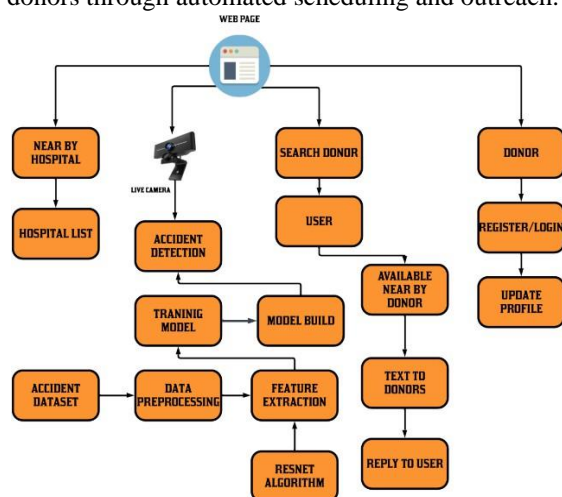 donors through automated scheduling and outreach.
WEB PAGE
NEAR BY
HOSPITAL
HOSPITAL LIST
LIVE CAMERA
ACCIDENT
DETECTION
SEARCH DONOR
USER
DONOR
REGISTER/LOGIN
UPDATE
PROFILE
AVAILABLE
NEAR BY
DONOR
TRANINIG
MODEL
MODEL BUILD
TEXT TO
DONORS
ACCIDENT
DATASET
DATA
PREPROCESSING
FEATURE
EXTRACTION
REPLY TO USER
RESNET
ALGORITHM